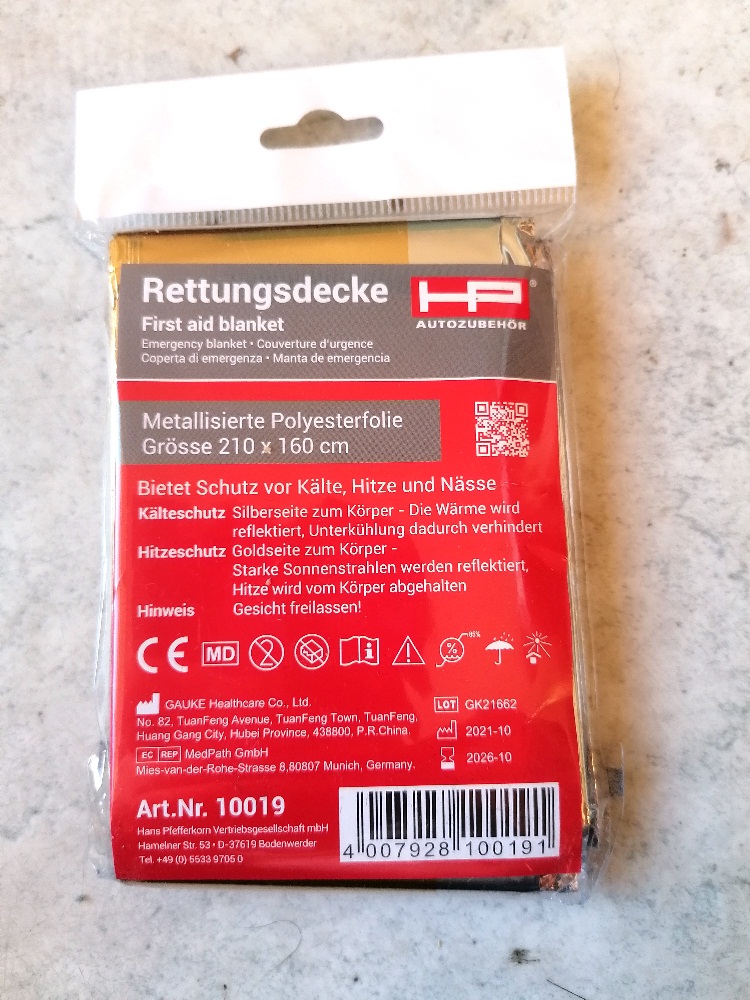 Rettungsdecke
HP ®
AUTOZUBEHÖR
First aid blanket
Emergency blanket • Couverture d'urgence
Coperta di emergenza • Manta de emergencia
Metallisierte Polyesterfolie
Grösse 210 x 160 cm
Bietet Schutz vor Kälte, Hitze und Nässe
Kälteschutz Silberseite zum Körper - Die Wärme wird
reflektiert, Unterkühlung dadurch verhindert
Hitzeschutz Goldseite zum Körper -
Starke Sonnenstrahlen werden reflektiert,
Hitze wird vom Körper abgehalten
Hinweis Gesicht freilassen!
CE MD 2 i ! % 85%
GAUKE Healthcare Co., Ltd.
No. 82, TuanFeng Avenue, TuanFeng Town, TuanFeng,
Huang Gang City, Hubei Province, 438800, P.R.China.
EC REP MedPath GmbH
Mies-van-der-Rohe-Strasse 8,80807 Munich, Germany.
LOT GK21662
2021-10
2026-10
Art.Nr. 10019
Hans Pfefferkorn Vertriebsgesellschaft mbH
Hamelner Str. 53 • D-37619 Bodenwerder
Tel. +49 (0) 5533 9705 0
4 007928 100191